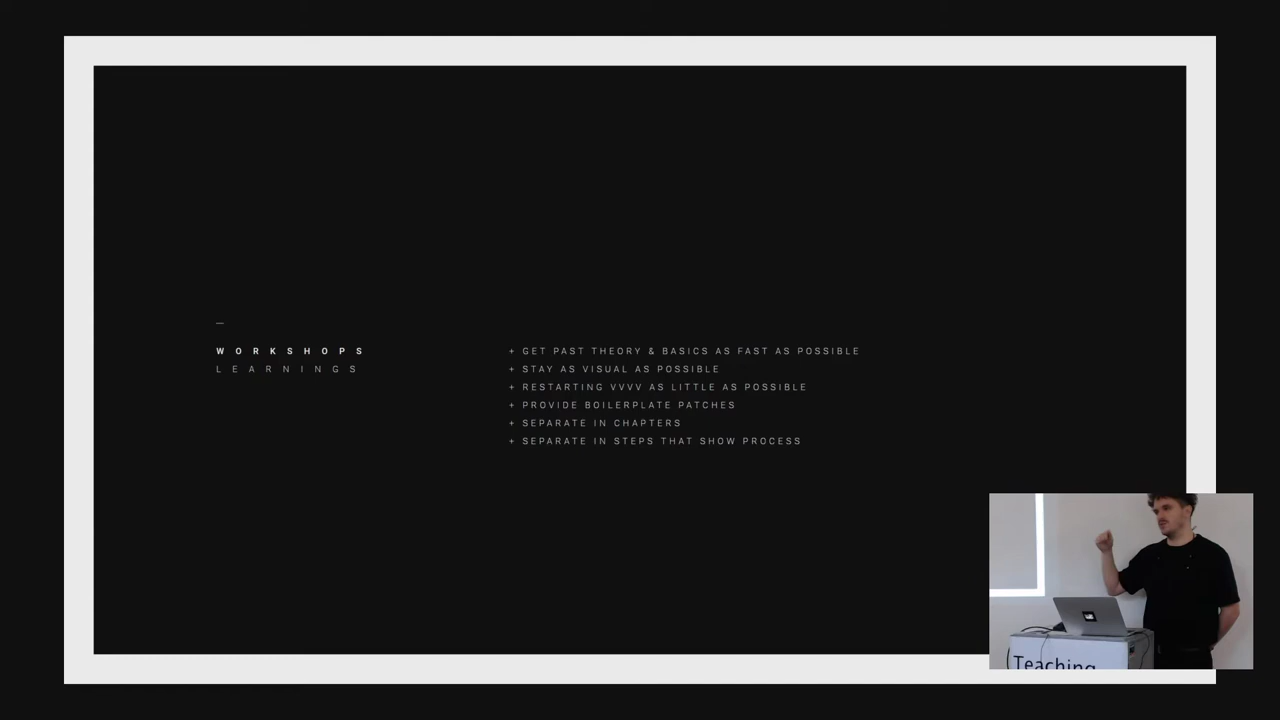 —
WORKSHOPS
LEARNINGS
+ GET PAST THEORY & BASICS AS FAST AS POSSIBLE
+ STAY AS VISUAL AS POSSIBLE
+ RESTARTING VVVV AS LITTLE AS POSSIBLE
+ PROVIDE BOILERPLATE PATCHES
+ SEPARATE IN CHAPTERS
+ SEPARATE IN STEPS THAT SHOW PROCESS
Teaching